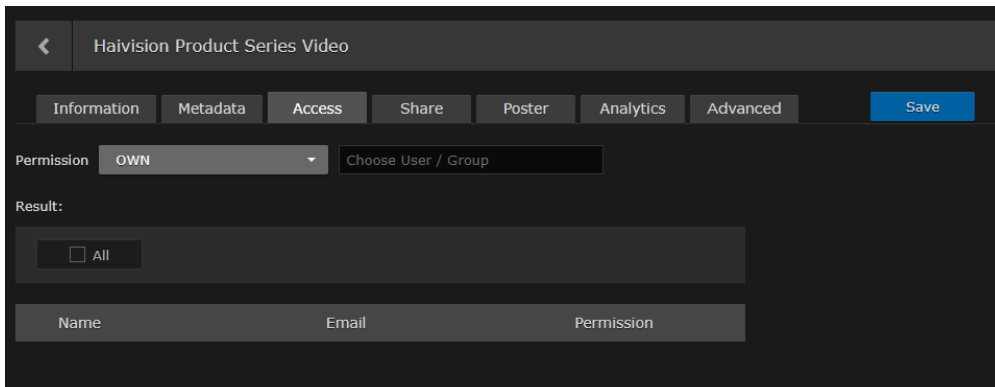 Haivision Product Series Video
Information Metadata Access Share Poster Analytics Advanced Save
Permission OWN Choose User / Group
Result:
All
Name Email Permission